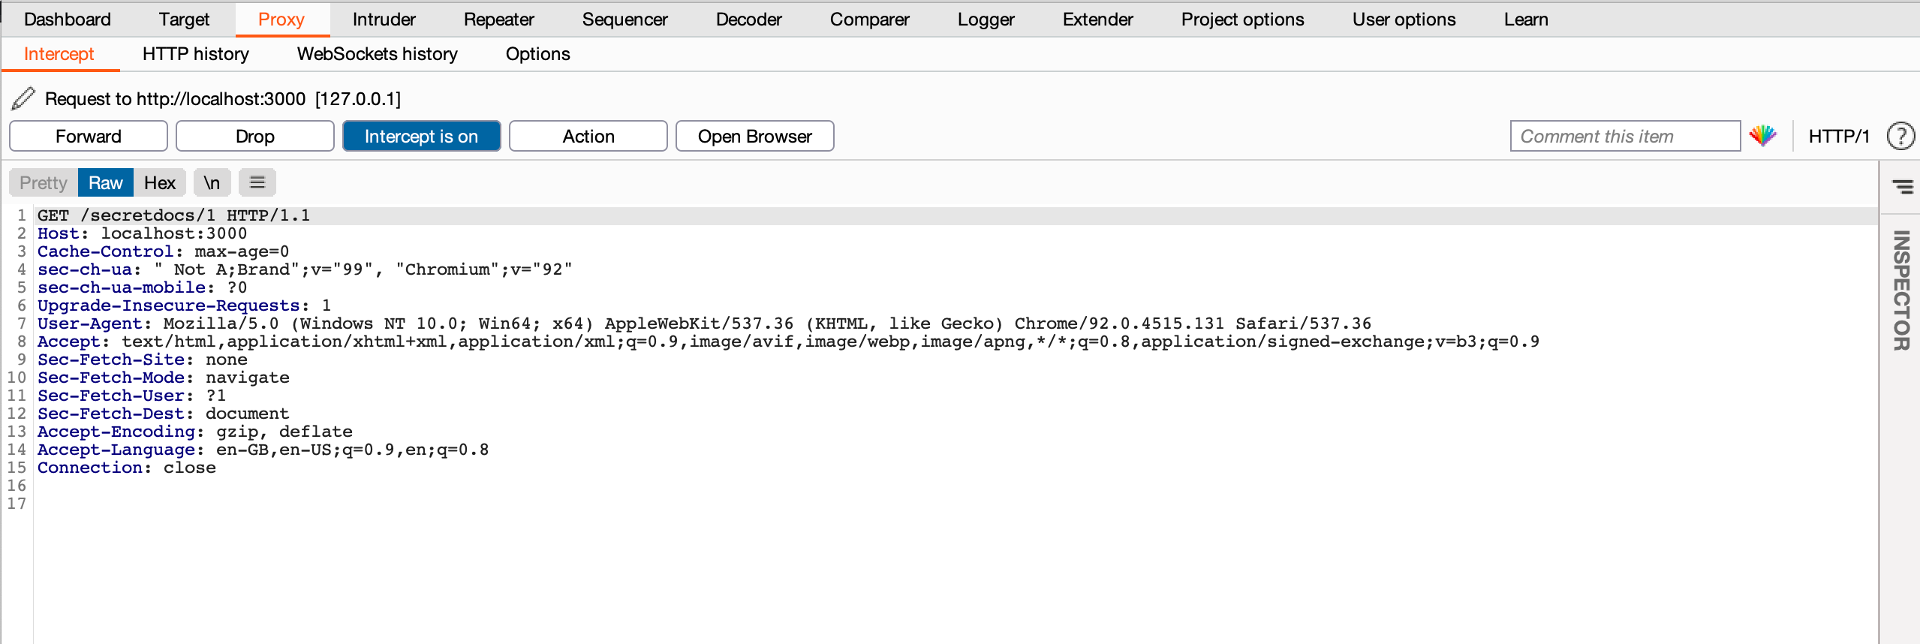 Dashboard Target Proxy Intruder Repeater Sequencer Decoder Comparer Logger Extender Project options User options Learn
Intercept HTTP history WebSockets history Options
Request to http://localhost:3000 [127.0.0.1]
Forward Drop Intercept is on Action Open Browser Comment this item HTTP/1 ?
Pretty Raw Hex \n
INSPECTOR
1 GET /secretdocs/1 HTTP/1.1
2 Host: localhost:3000
3 Cache-Control: max-age=0
4 sec-ch-ua: " Not A;Brand";v="99", "Chromium";v="92"
5 sec-ch-ua-mobile: ?0
6 Upgrade-Insecure-Requests: 1
7 User-Agent: Mozilla/5.0 (Windows NT 10.0; Win64; x64) AppleWebKit/537.36 (KHTML, like Gecko) Chrome/92.0.4515.131 Safari/537.36
8 Accept: text/html,application/xhtml+xml,application/xml;q=0.9,image/avif,image/webp,image/apng,*/*;q=0.8,application/signed-exchange;v=b3;q=0.9
9 Sec-Fetch-Site: none
10 Sec-Fetch-Mode: navigate
11 Sec-Fetch-User: ?1
12 Sec-Fetch-Dest: document
13 Accept-Encoding: gzip, deflate
14 Accept-Language: en-GB,en-US;q=0.9,en;q=0.8
15 Connection: close
16
17